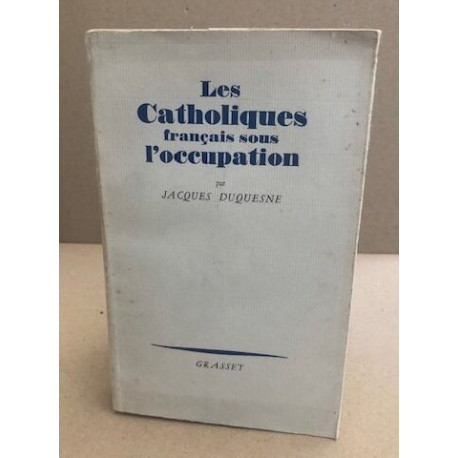 Les
Catholiques
français sous
l'occupation
par
JACQUES DUQUESNE
GRASSET